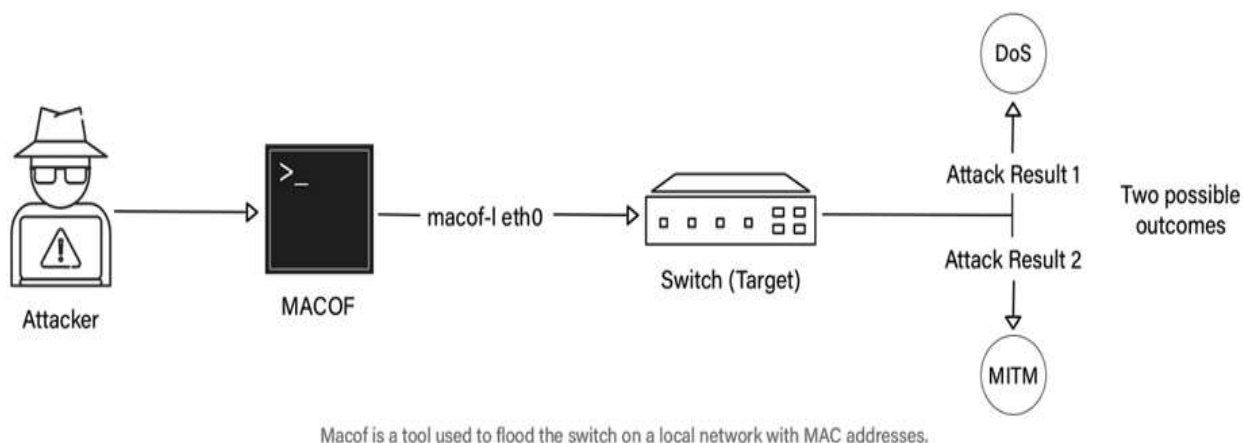 DoS
Attack Result 1
Two possible
outcomes
>_
macof-l eth0
Attack Result 2
Switch (Target)
MACOF
Attacker
MITM
Macof is a tool used to flood the switch on a local network with MAC addresses.